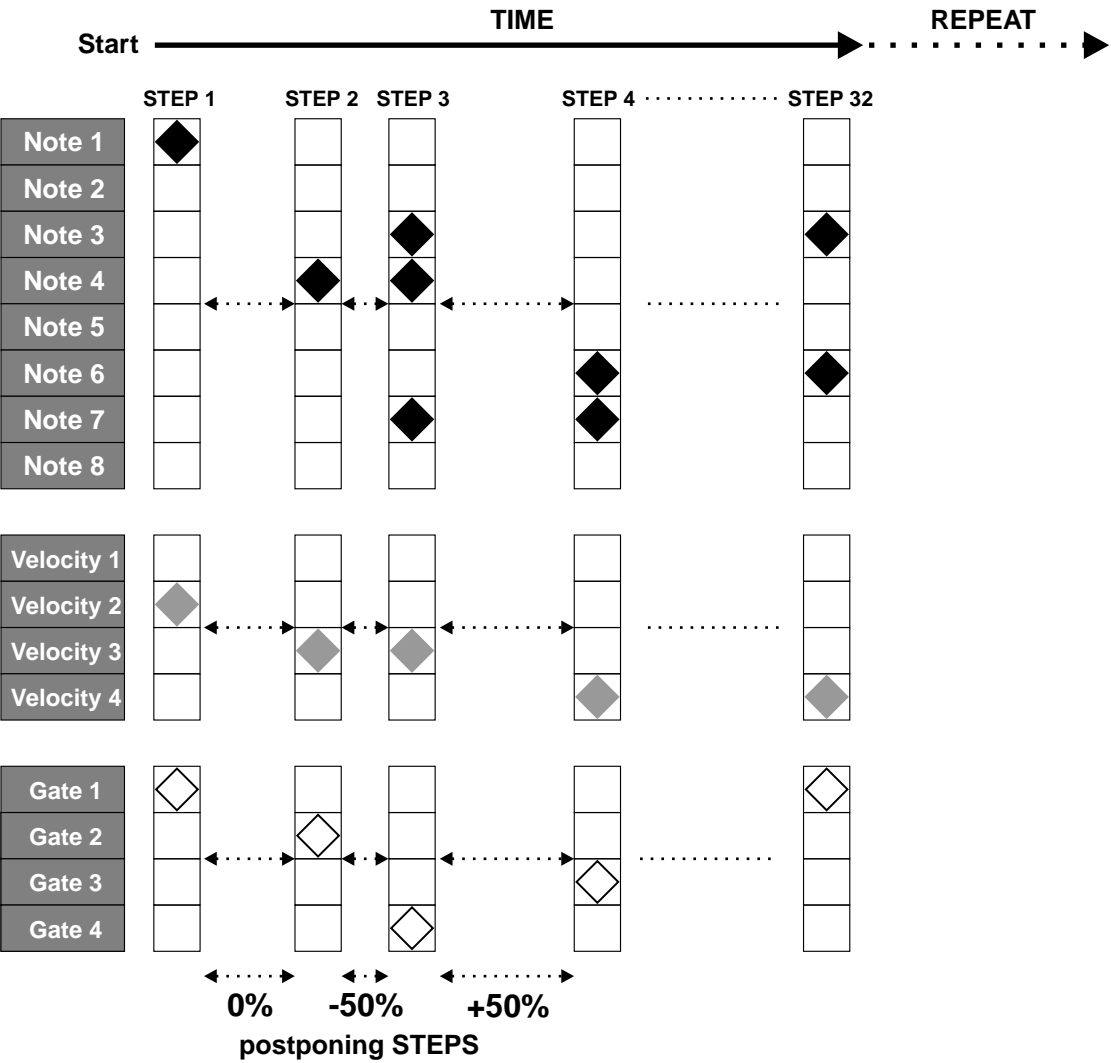 TIME REPEAT
Start
STEP 1 STEP 2 STEP 3 STEP 4 ............. STEP 32
Note 1
Note 2
Note 3
Note 4
Note 5
Note 6
Note 7
Note 8
Velocity 1
Velocity 2
Velocity 3
Velocity 4
Gate 1
Gate 2
Gate 3
Gate 4
0% -50% +50%
postponing STEPS